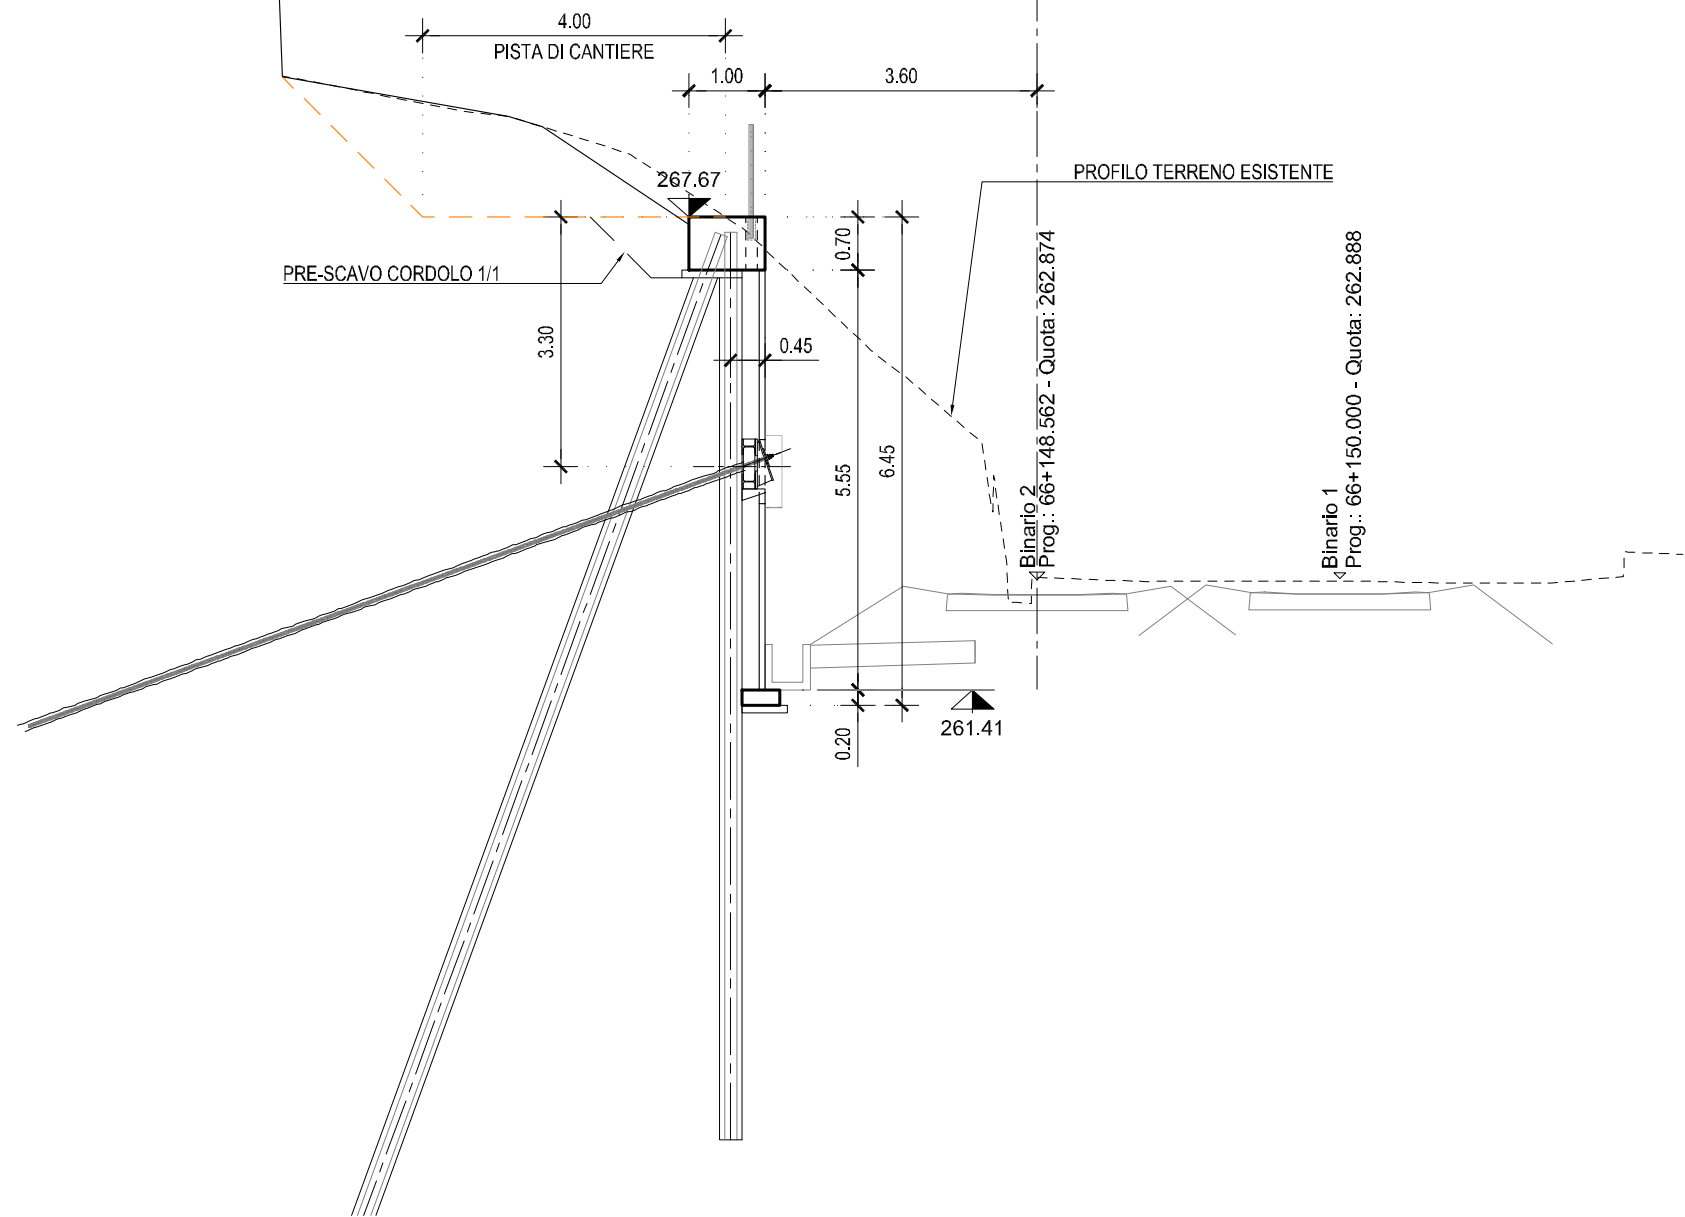 4.00
PISTA DI CANTIERE
1.00
3.60
PROFILO TERRENO ESISTENTE
267.67
0.70
PRE-SCAVO CORDOLO 1/1
3.30
0.45
5.55
6.45
Binario 2
Prog.: 66+148.562 - Quota: 262.874
Binario 1
Prog.: 66+150.000 - Quota: 262.888
261.41
0.20